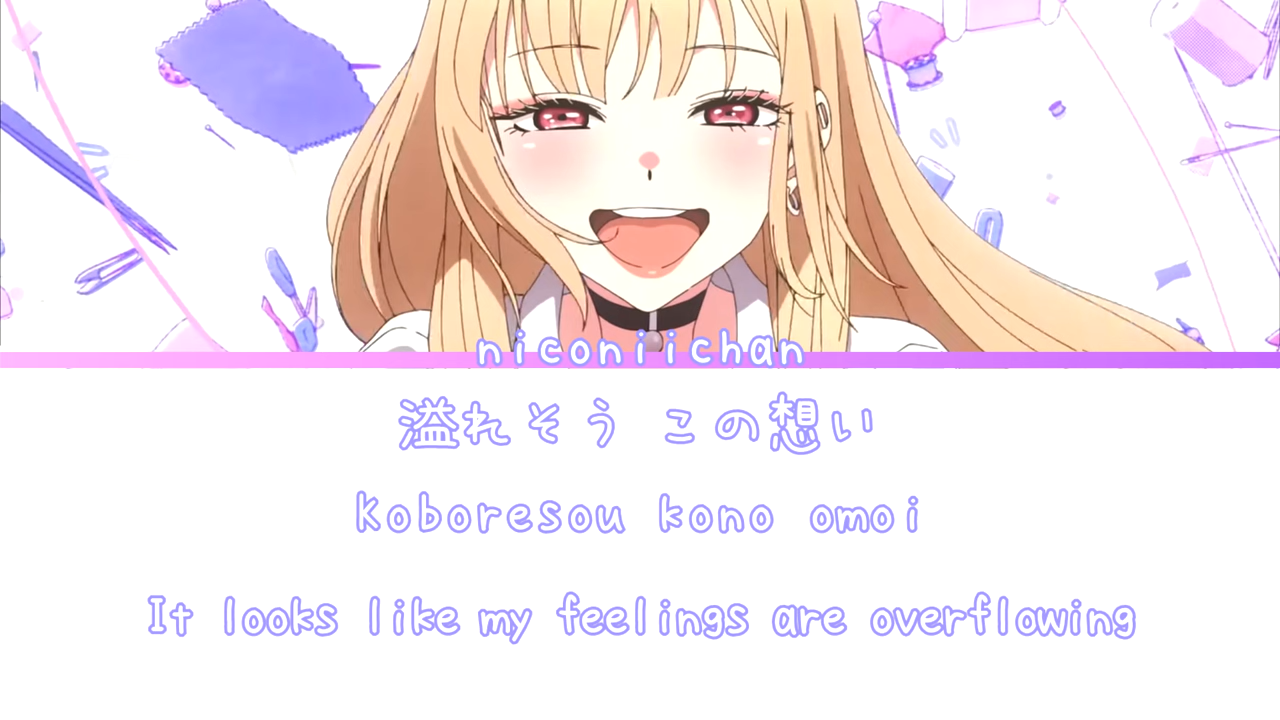 niconiichan
溢れそう この想い
Koboresou kono omoi
It looks like my feelings are overflowing